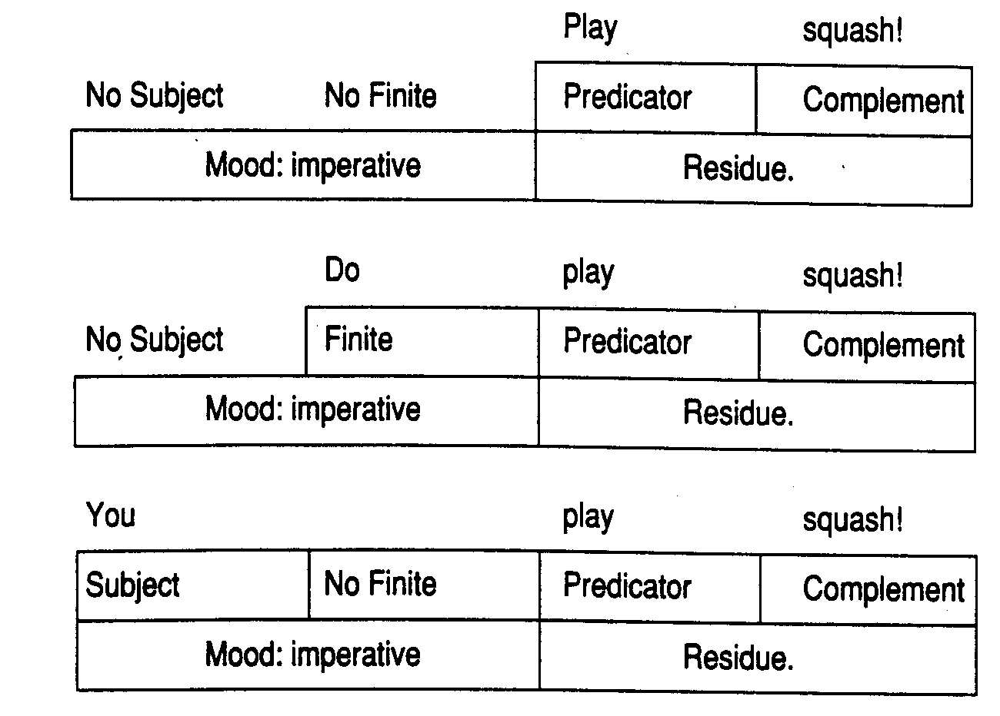 Play squash!
No Subject No Finite Predicator Complement
Mood: imperative Residue.
Do play squash!
No Subject Finite Predicator Complement
Mood: imperative Residue.
You play squash!
Subject No Finite Predicator Complement
Mood: imperative Residue.